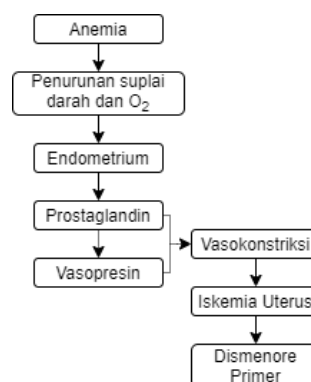 Anemia
Penurunan suplai
darah dan O₂
Endometrium
Prostaglandin
Vasopresin
Vasokonstriksi
Iskemia Uterus
Dismenore
Primer